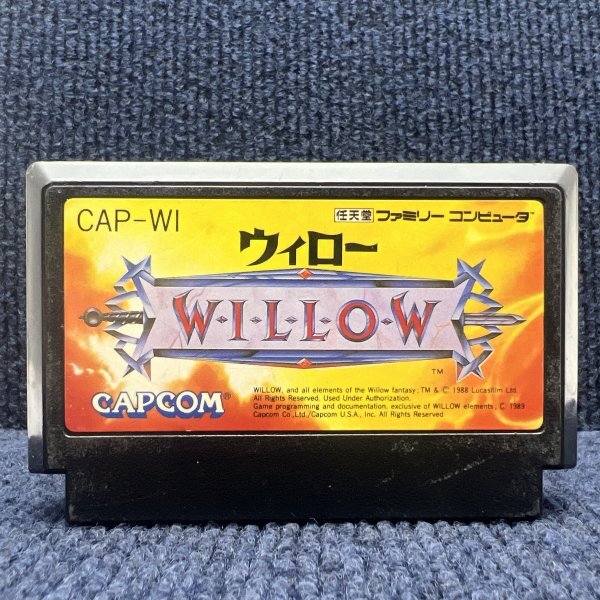 CAP-WI
任天堂 ファミリーコンピュータ™
ウィロー
W·I·L·L·O·W
™
CAPCOM®
WILLOW, and all elements of the Willow fantasy; TM & © 1988 Lucasfilm Ltd.
All Rights Reserved. Used Under Authorization.
Game programming and documentation, exclusive of WILLOW elements; © 1989
Capcom Co.,Ltd./Capcom U.S.A., Inc. All Rights Reserved